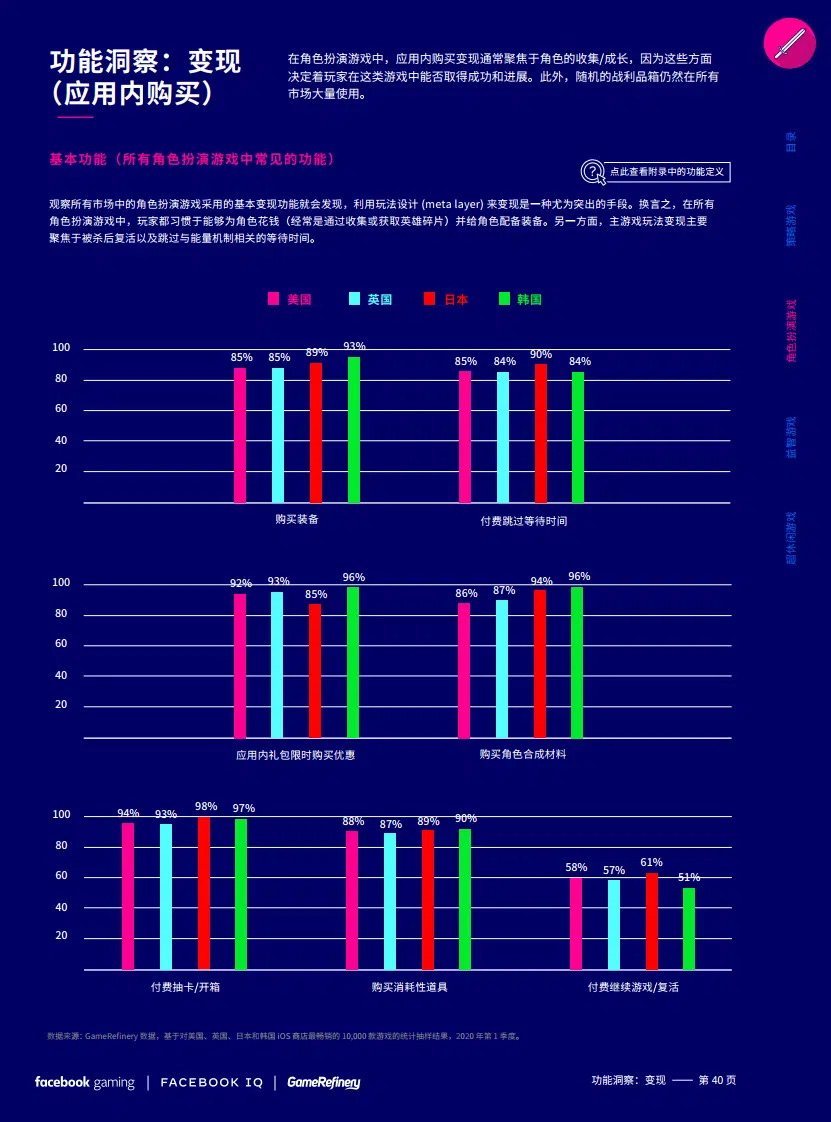 功能洞察：变现
（应用内购买）
在角色扮演游戏中，应用内购买变现通常聚焦于角色的收集/成长，因为这些方面
决定着玩家在这类游戏中能否取得成功和进展。此外，随机的战利品箱仍然在所有
市场大量使用。
目录
策略游戏
角色扮演游戏
益智游戏
超休闲游戏
基本功能（所有角色扮演游戏中常见的功能）
? 点此查看附录中的功能定义
观察所有市场中的角色扮演游戏采用的基本变现功能就会发现，利用玩法设计 (meta layer) 来变现是一种尤为突出的手段。换言之，在所有
角色扮演游戏中，玩家都习惯于能够为角色花钱（经常是通过收集或获取英雄碎片）并给角色配备装备。另一方面，主游戏玩法变现主要
聚焦于被杀后复活以及跳过与能量机制相关的等待时间。
美国 英国 日本 韩国
100
80
60
40
20
85% 85% 89% 93%
85% 84% 90% 84%
购买装备
付费跳过等待时间
100
80
60
40
20
92% 93% 85% 96%
86% 87% 94% 96%
应用内礼包限时购买优惠
购买角色合成材料
100
80
60
40
20
94% 93% 98% 97%
88% 87% 89% 90%
58% 57% 61% 51%
付费抽卡/开箱
购买消耗性道具
付费继续游戏/复活
数据来源：GameRefinery 数据，基于对美国、英国、日本和韩国 iOS 商店最畅销的 10,000 款游戏的统计抽样结果，2020 年第 1 季度。
facebook gaming | FACEBOOK IQ | GameRefinery
功能洞察：变现 —— 第 40 页